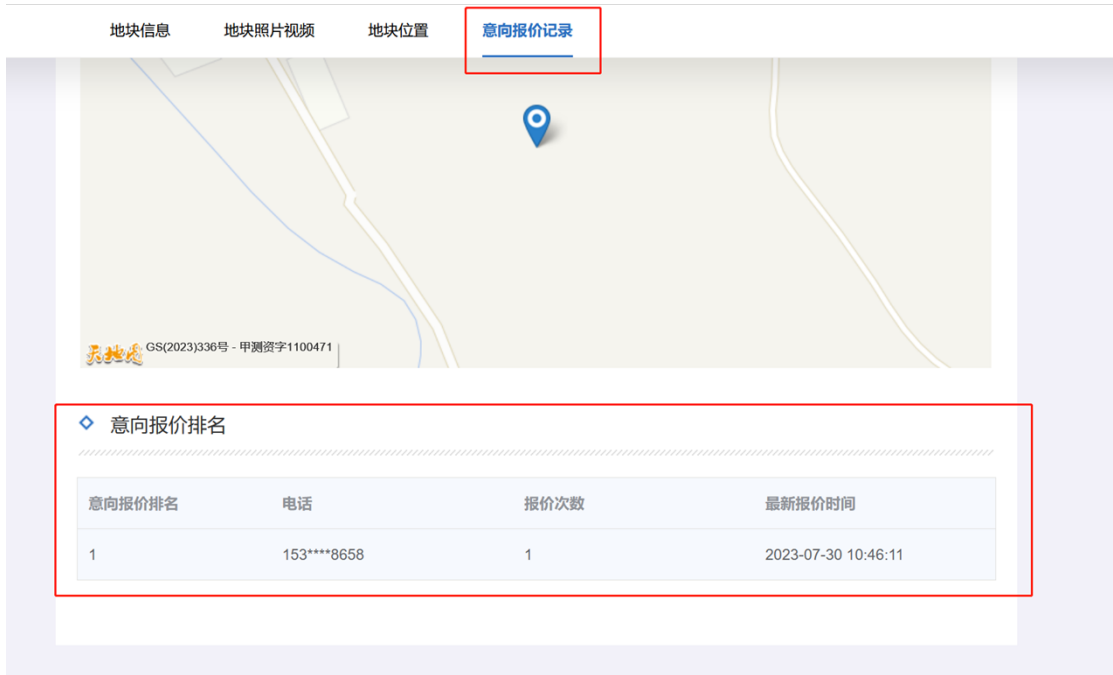 地块信息 地块照片视频 地块位置 意向报价记录
天地图 GS(2023)336号 - 甲测资字1100471
意向报价排名
意向报价排名 电话 报价次数 最新报价时间
1 153****8658 1 2023-07-30 10:46:11